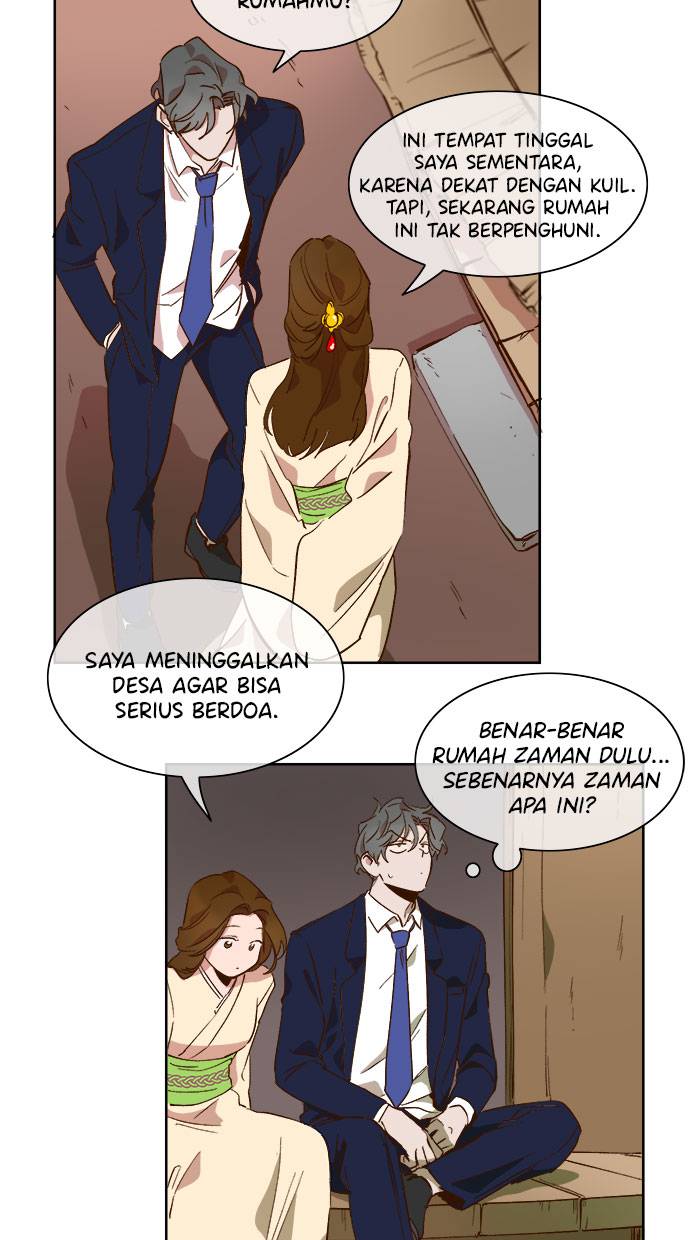 RUMAHMU?
INI TEMPAT TINGGAL
SAYA SEMENTARA,
KARENA DEKAT DENGAN KUIL.
TAPI, SEKARANG RUMAH
INI TAK BERPENGHUNI.
SAYA MENINGGALKAN
DESA AGAR BISA
SERIUS BERDOA.
BENAR-BENAR
RUMAH ZAMAN DULU...
SEBENARNYA ZAMAN
APA INI?